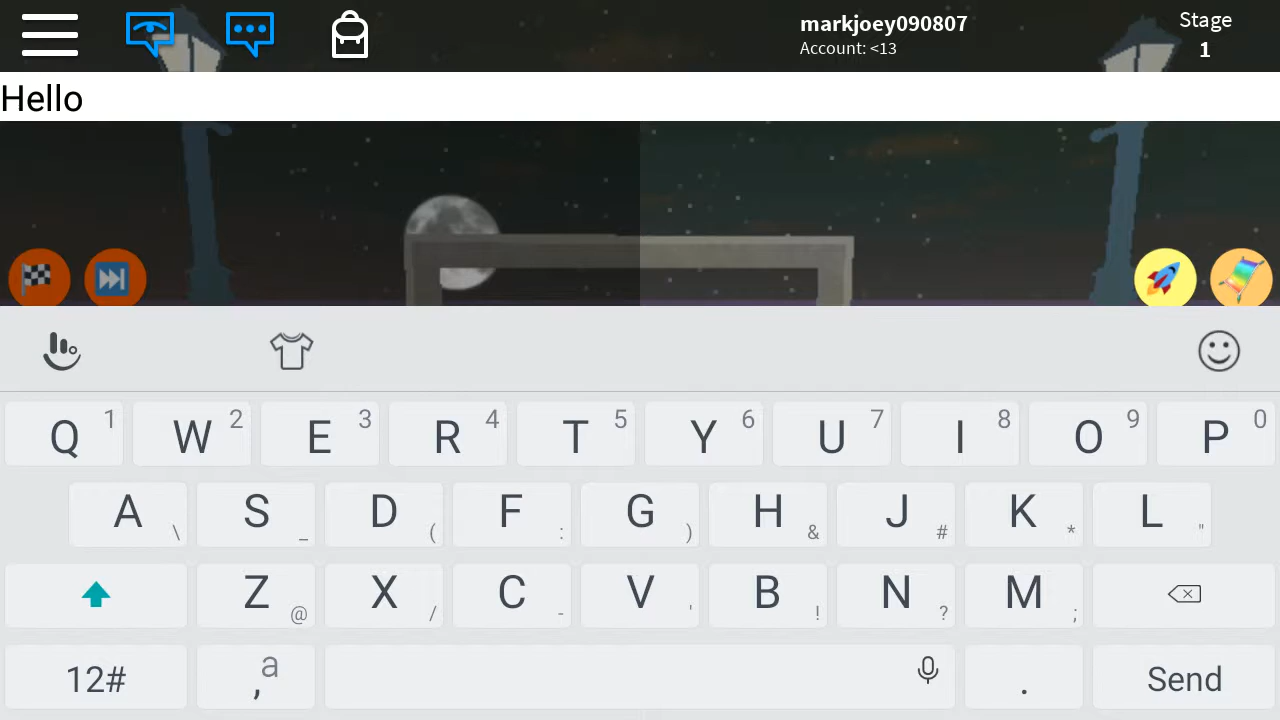 markjoey090807
Account: <13
Stage
1
Hello
Q 1 W 2 E 3 R 4 T 5 Y 6 U 7 I 8 O 9 P 0
A \ S _ D ( F : G ) H & J # K * L "
Z @ X / C - V ' B ! N ? M ;
12# , a . Send